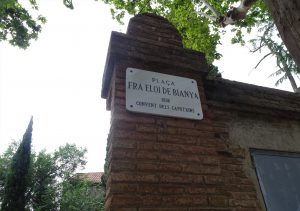 PLAÇA
FRA ELOI DE BIANYA
CONVENT DELS CAPUTXINS